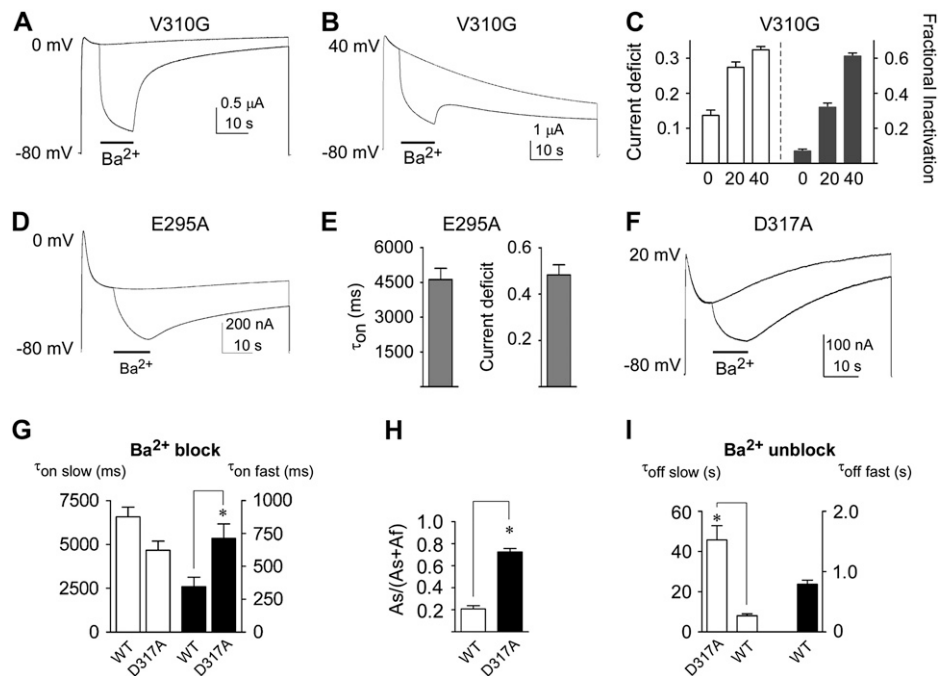 A
V310G
0 mV
-80 mV
Ba2+
0.5 µA
10 s
B
40 mV
-80 mV
Ba2+
1 µA
10 s
C
V310G
Current deficit
0.3
0.2
0.1
0 20 40 0 20 40
0.6
0.4
0.2
Fractional Inactivation
D
E295A
0 mV
-80 mV
Ba2+
200 nA
10 s
E
E295A
τon (ms)
6000
4500
3000
1500
Current deficit
0.6
0.4
0.2
F
D317A
20 mV
-80 mV
Ba2+
100 nA
10 s
G
Ba2+ block
τon slow (ms)
τon fast (ms)
7500
5000
2500
0
*
1000
750
500
250
0
WT D317A WT D317A
H
As/(As+Af)
1.0
0.8
0.6
0.4
0.2
*
WT D317A
I
Ba2+ unblock
τoff slow (s)
τoff fast (s)
60
40
20
0
*
2.0
1.0
0
D317A WT WT